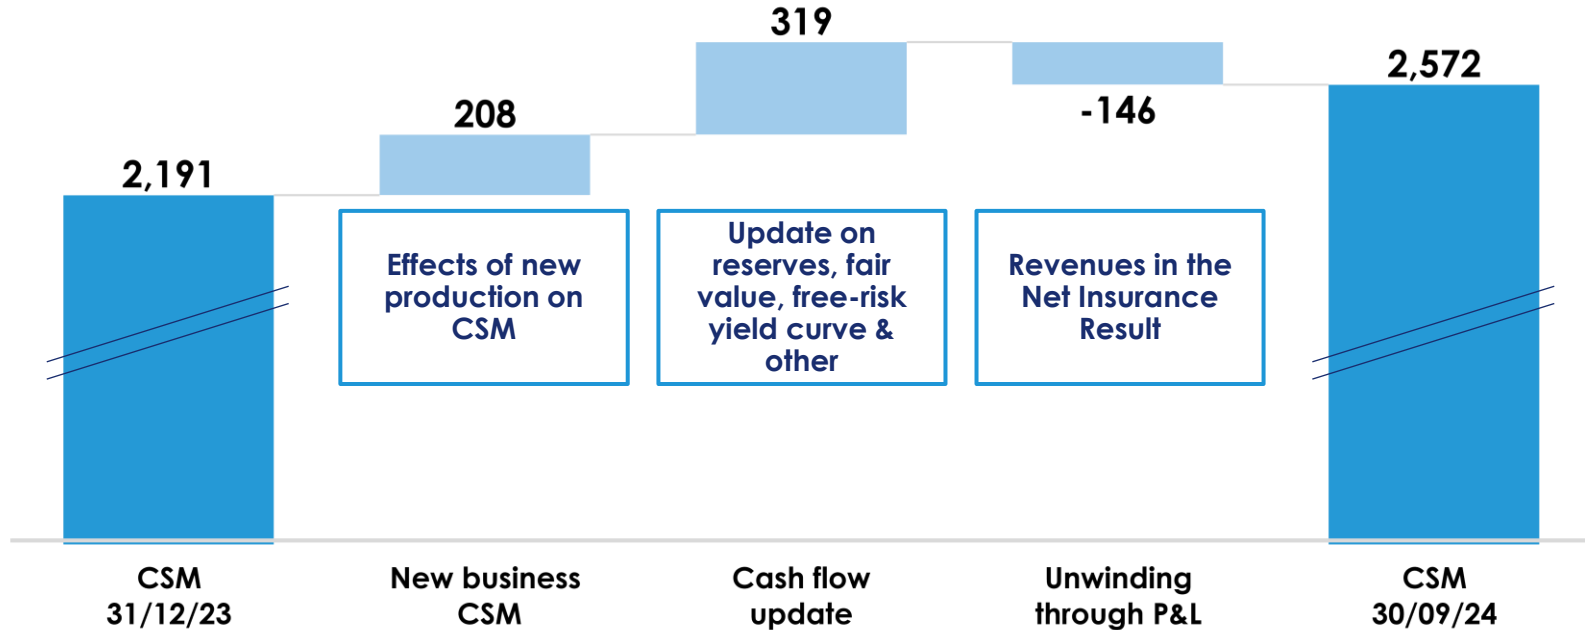 319
2,572
208
-146
2,191
Effects of new
production on
CSM
Update on
reserves, fair
value, free-risk
yield curve &
other
Revenues in the
Net Insurance
Result
CSM
31/12/23
New business
CSM
Cash flow
update
Unwinding
through P&L
CSM
30/09/24